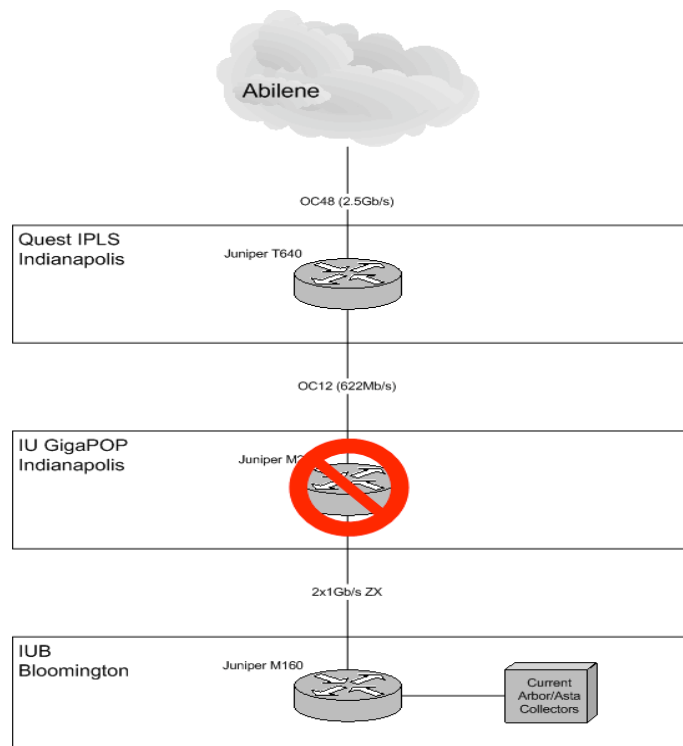 Abilene
OC48 (2.5Gb/s)
Quest IPLS
Indianapolis
Juniper T640
OC12 (622Mb/s)
IU GigaPOP
Indianapolis
Juniper
2x1Gb/s ZX
IUB
Bloomington
Juniper M160
Current
Arbor/Asta
Collectors